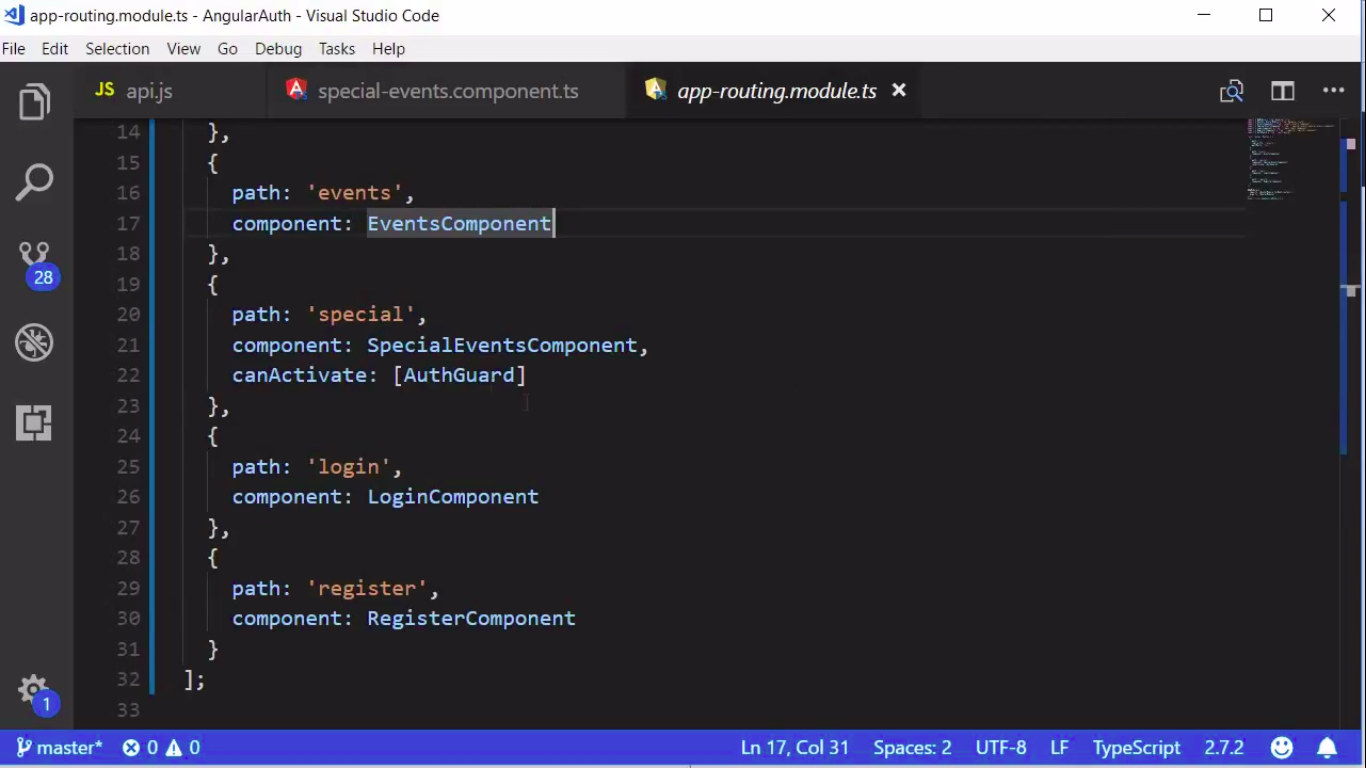 app-routing.module.ts - AngularAuth - Visual Studio Code
File Edit Selection View Go Debug Tasks Help
JS api.js special-events.component.ts app-routing.module.ts
14 },
15 {
16 path: 'events',
17 component: EventsComponent
18 },
19 {
20 path: 'special',
21 component: SpecialEventsComponent,
22 canActivate: [AuthGuard]
23 },
24 {
25 path: 'login',
26 component: LoginComponent
27 },
28 {
29 path: 'register',
30 component: RegisterComponent
31 }
32 ];
33
28
1
master* 0 0 Ln 17, Col 31 Spaces: 2 UTF-8 LF TypeScript 2.7.2